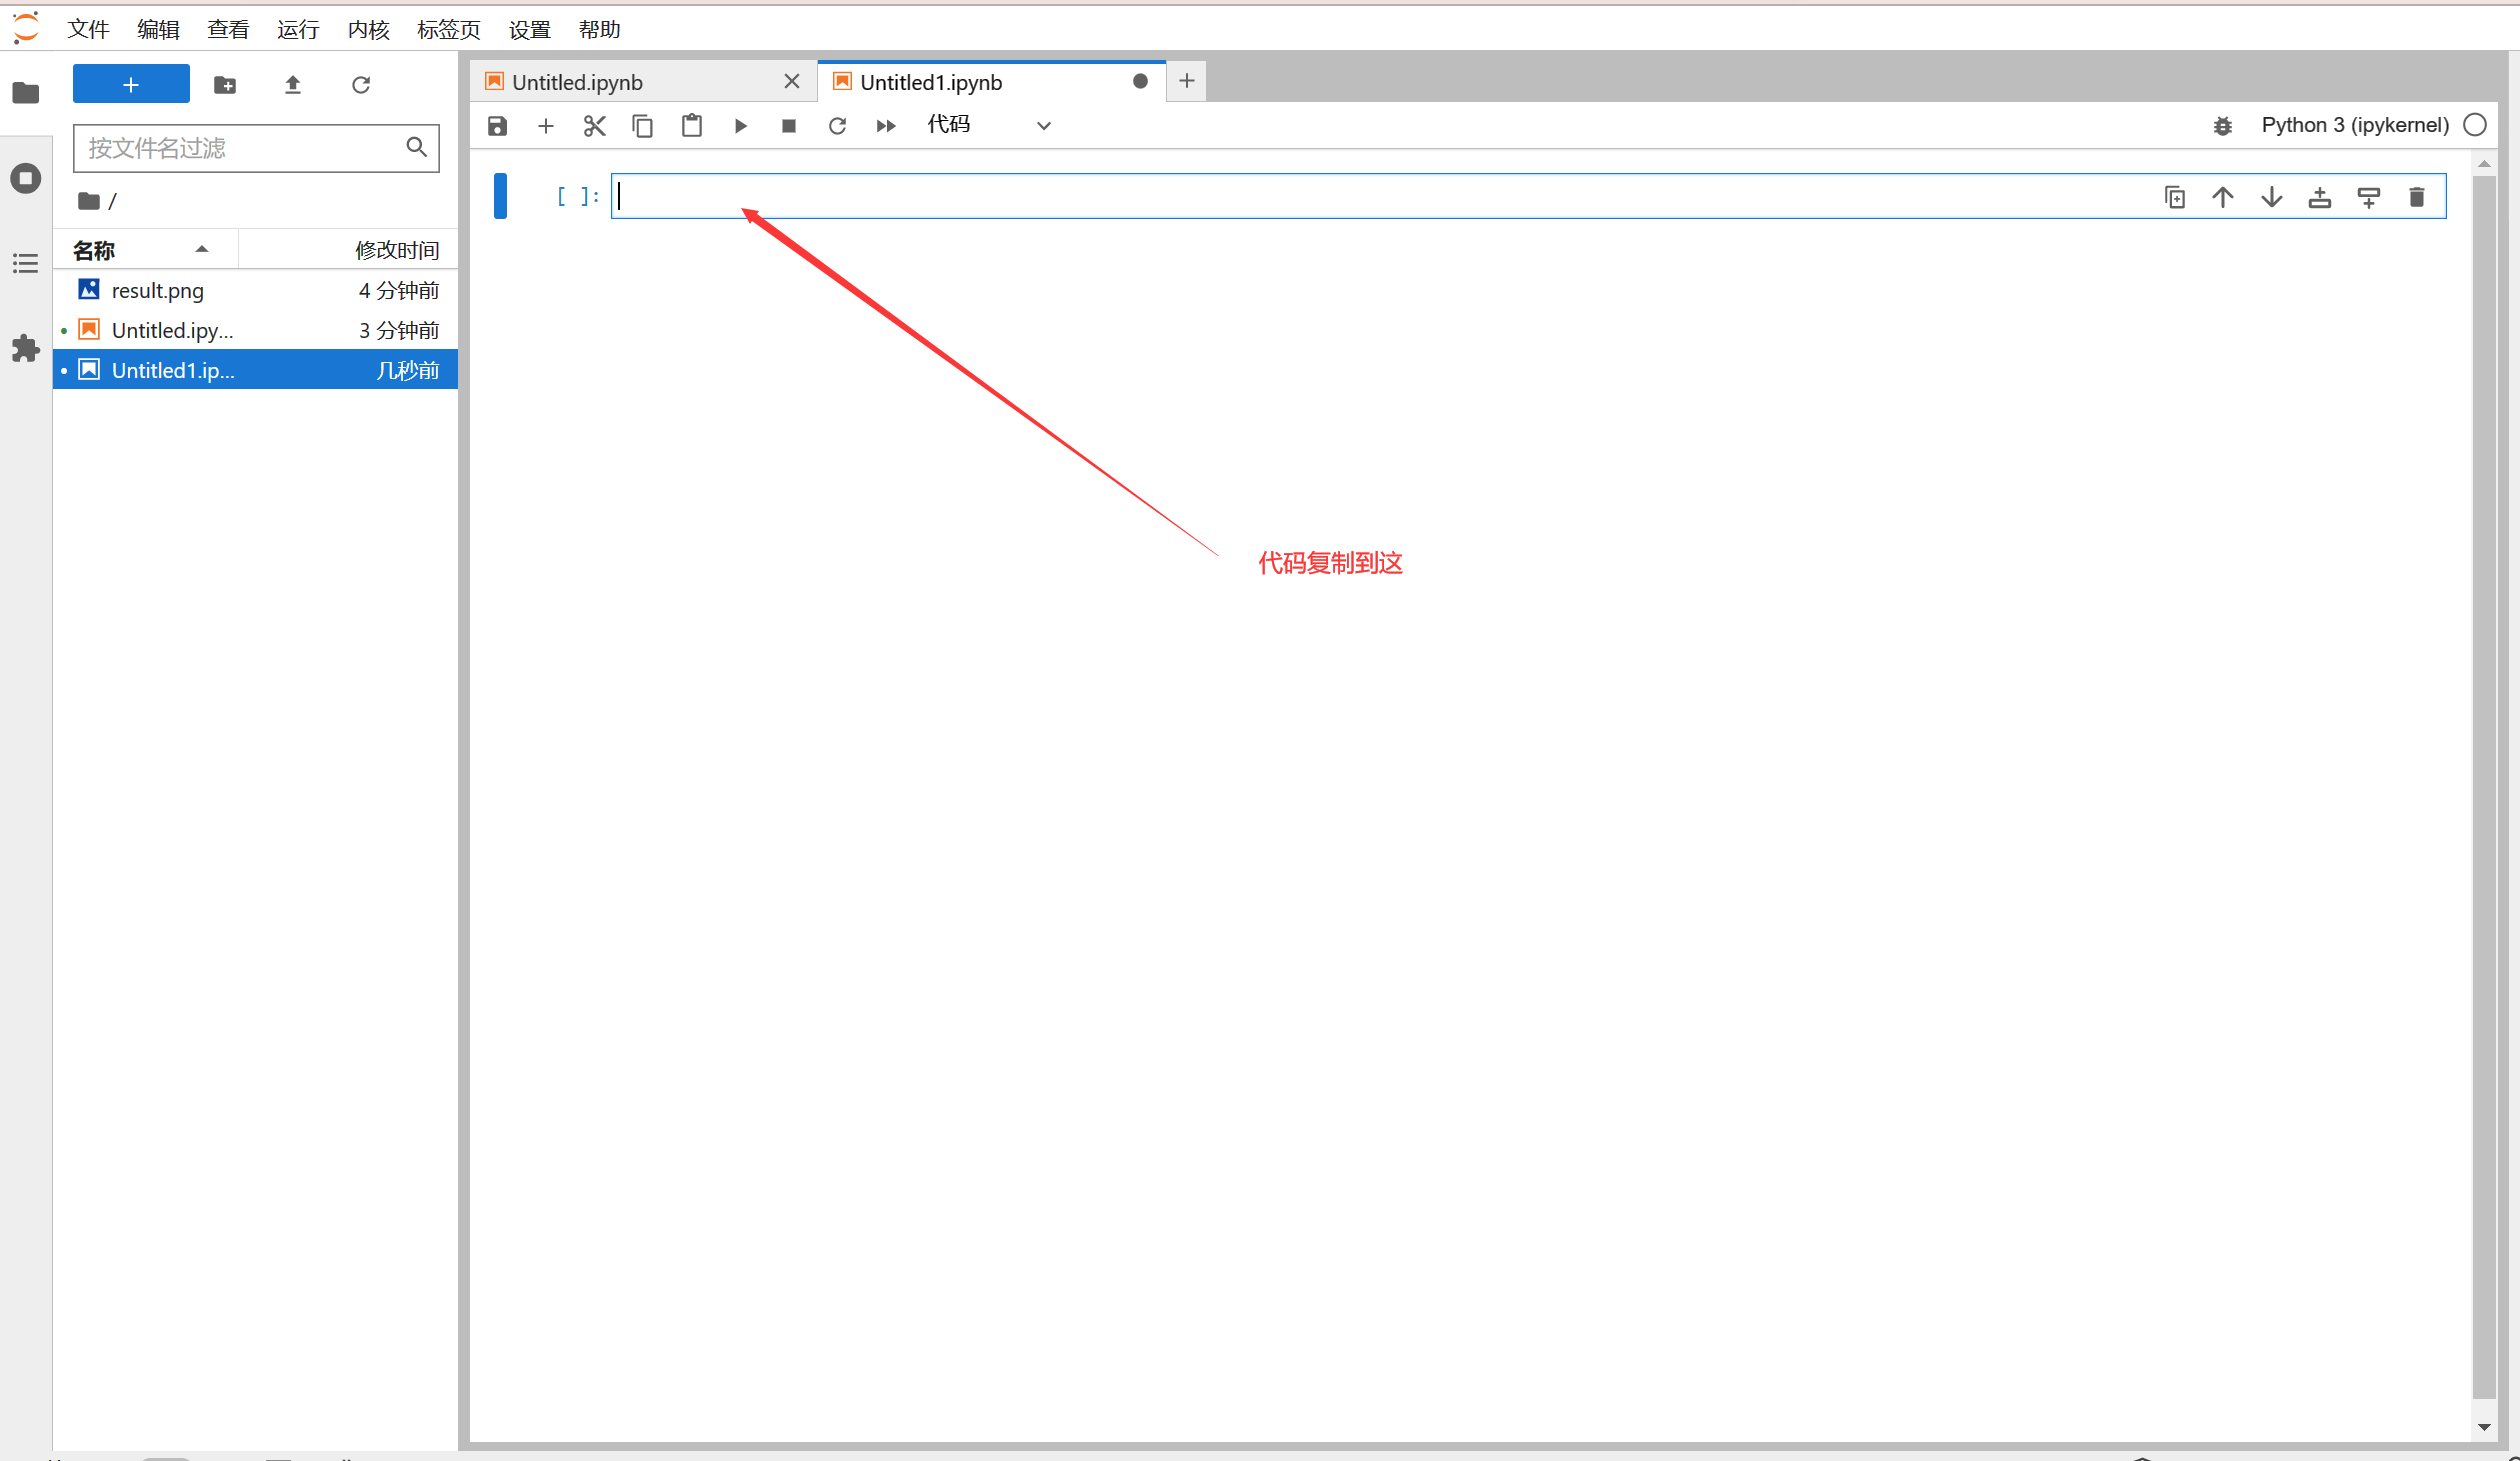 文件 编辑 查看 运行 内核 标签页 设置 帮助
按文件名过滤
/
名称 修改时间
result.png 4 分钟前
Untitled.ipy... 3 分钟前
Untitled1.ip... 几秒前
Untitled.ipynb Untitled1.ipynb
代码 Python 3 (ipykernel)
[ ]:
代码复制到这